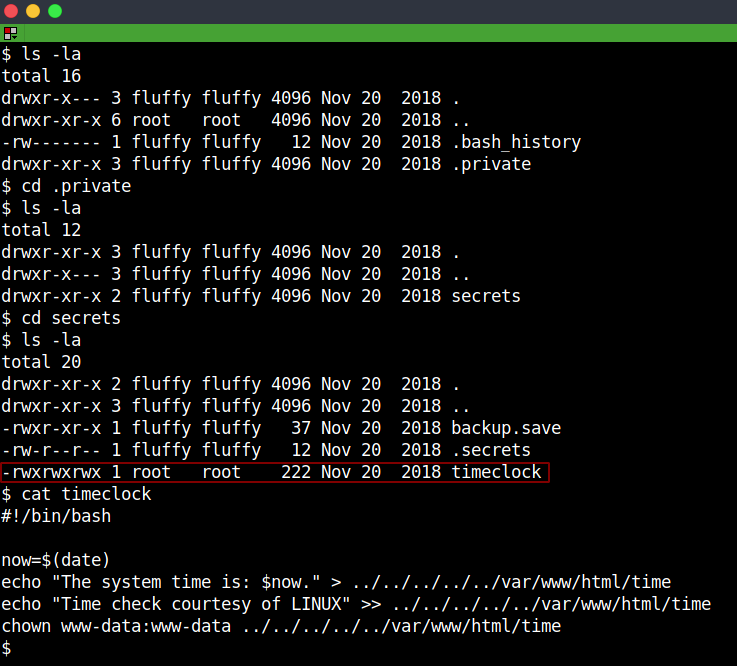 $ ls -la
total 16
drwxr-x--- 3 fluffy fluffy 4096 Nov 20  2018 .
drwxr-xr-x 6 root   root   4096 Nov 20  2018 ..
-rw------- 1 fluffy fluffy   12 Nov 20  2018 .bash_history
drwxr-xr-x 3 fluffy fluffy 4096 Nov 20  2018 .private
$ cd .private
$ ls -la
total 12
drwxr-xr-x 3 fluffy fluffy 4096 Nov 20  2018 .
drwxr-x--- 3 fluffy fluffy 4096 Nov 20  2018 ..
drwxr-xr-x 2 fluffy fluffy 4096 Nov 20  2018 secrets
$ cd secrets
$ ls -la
total 20
drwxr-xr-x 2 fluffy fluffy 4096 Nov 20  2018 .
drwxr-xr-x 3 fluffy fluffy 4096 Nov 20  2018 ..
-rwxr-xr-x 1 fluffy fluffy   37 Nov 20  2018 backup.save
-rw-r--r-- 1 fluffy fluffy   12 Nov 20  2018 .secrets
-rwxrwxrwx 1 root   root    222 Nov 20  2018 timeclock
$ cat timeclock
#!/bin/bash

now=$(date)
echo "The system time is: $now." > ../../../../../var/www/html/time
echo "Time check courtesy of LINUX" >> ../../../../../var/www/html/time
chown www-data:www-data ../../../../../var/www/html/time
$